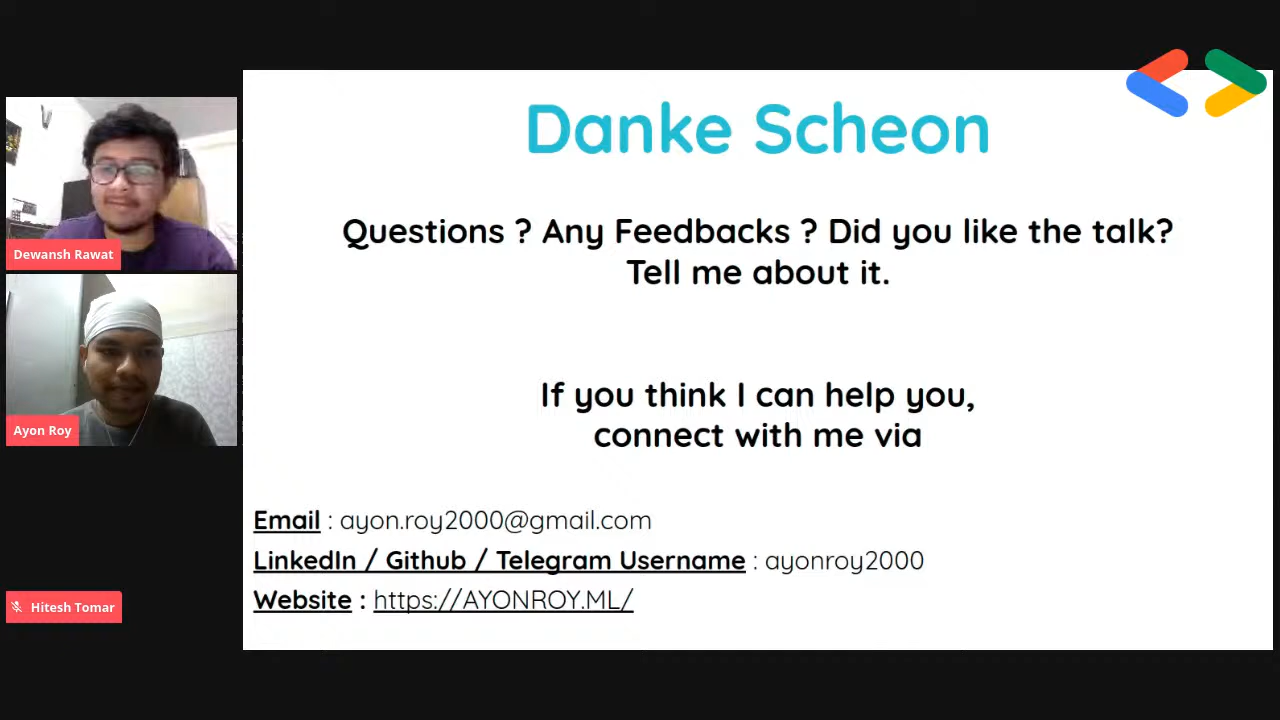 Danke Scheon
Questions ? Any Feedbacks ? Did you like the talk?
Tell me about it.
If you think I can help you,
connect with me via
Email : ayon.roy2000@gmail.com
LinkedIn / Github / Telegram Username : ayonroy2000
Website : https://AYONROY.ML/
Dewansh Rawat
Ayon Roy
Hitesh Tomar